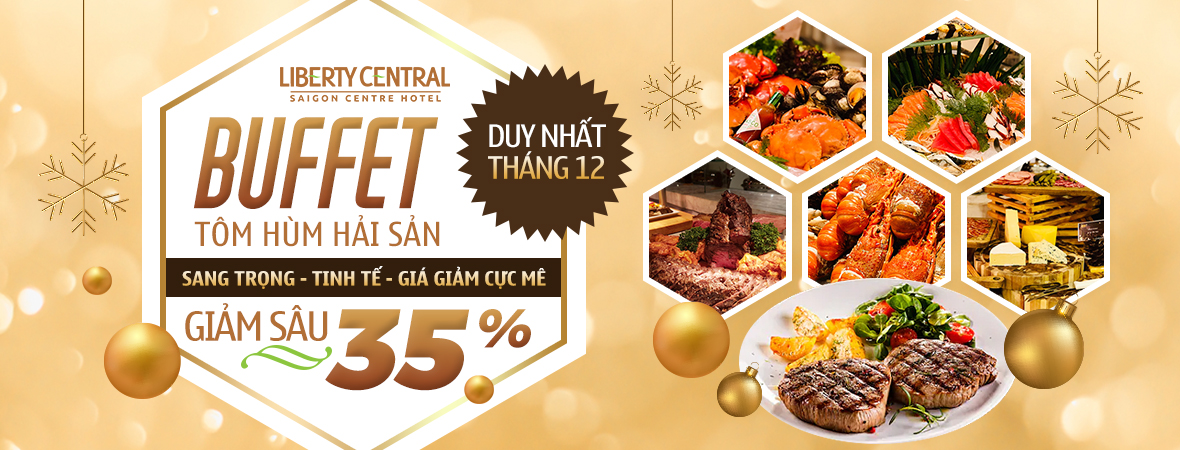 LIBERTY CENTRAL
SAIGON CENTRE HOTEL
BUFFET
TÔM HÙM HẢI SẢN
DUY NHẤT
THÁNG 12
SANG TRỌNG - TINH TẾ - GIÁ GIẢM CỰC MÊ
GIẢM SÂU 35%